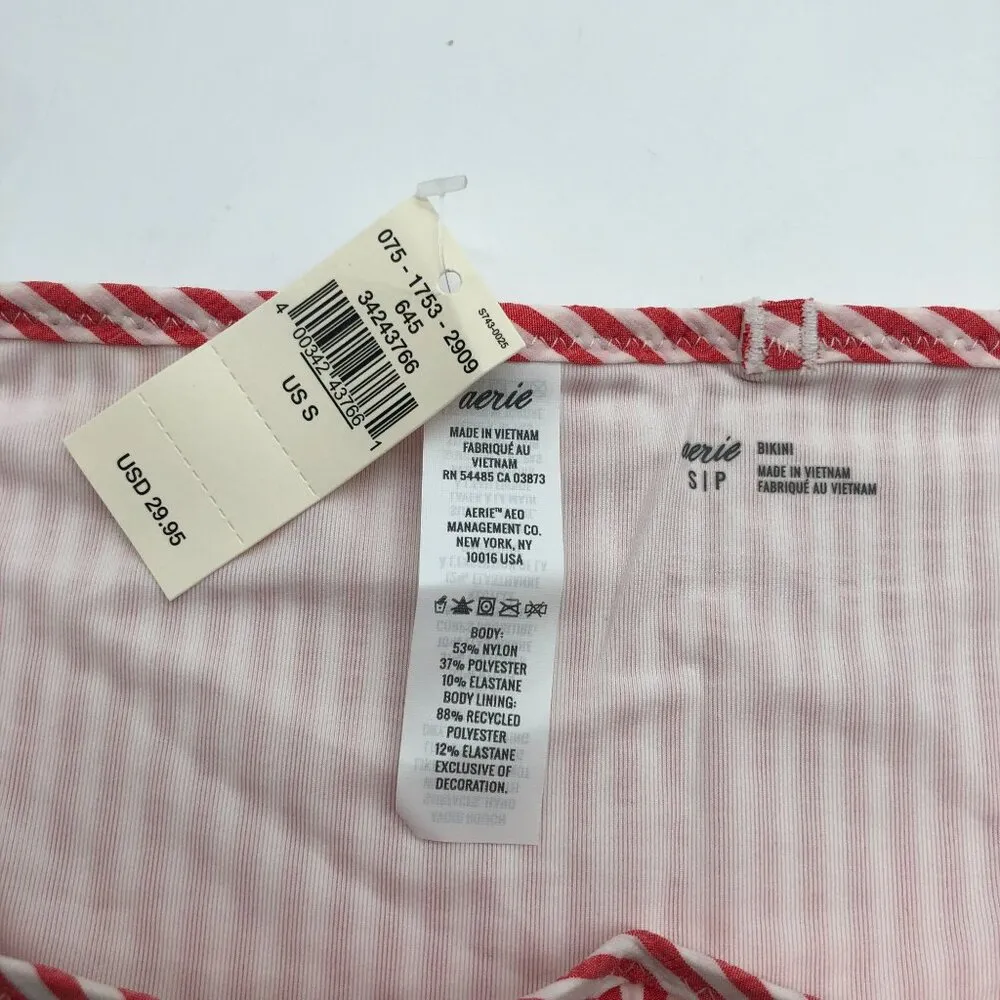 075 - 1753 - 2909
645
34243766
S743-0025
4 00342 43766 1
US S
USD 29.95
aerie
MADE IN VIETNAM
FABRIQUÉ AU
VIETNAM
RN 54485 CA 03873
AERIE™ AEO
MANAGEMENT CO.
NEW YORK, NY
10016 USA
BODY:
53% NYLON
37% POLYESTER
10% ELASTANE
BODY LINING:
88% RECYCLED
POLYESTER
12% ELASTANE
EXCLUSIVE OF
DECORATION.
aerie BIKINI
S|P MADE IN VIETNAM
FABRIQUÉ AU VIETNAM